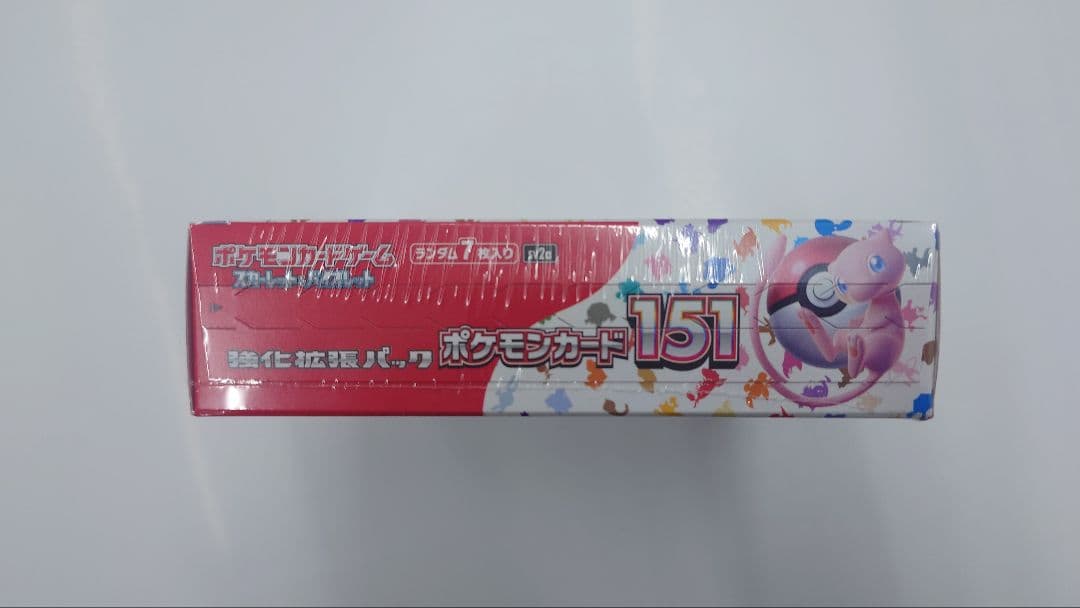 ポケモンカードゲーム
スカーレット&バイオレット
ランダム7枚入り
sv2a
強化拡張パック
ポケモンカード151